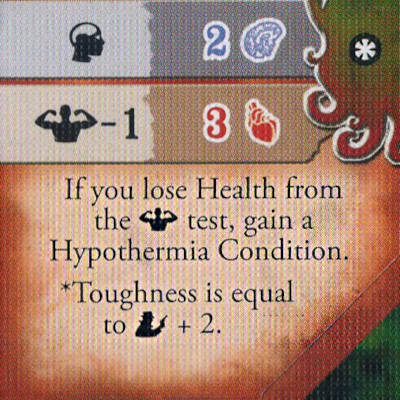 2
*
-1 3
If you lose Health from
the test, gain a
Hypothermia Condition.
*Toughness is equal
to + 2.